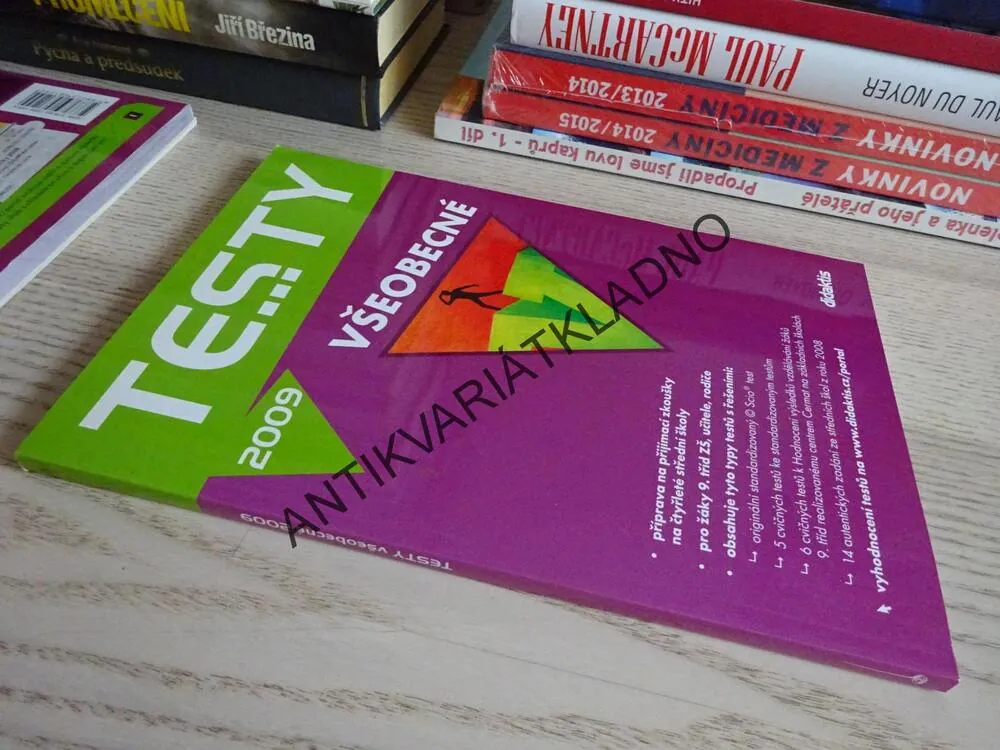 Jiří Březina
Pýcha a předsudek
PAUL McCARTNEY
PAUL DU NOYER
NOVINKY Z MEDICÍNY 2013/2014
NOVINKY Z MEDICÍNY 2014/2015
Propadli jsme lovu kaprů - 1. díl
a jeho přátelé
TESTY
2009
VŠEOBECNÉ
didaktis
• příprava na přijímací zkoušky
na čtyřleté střední školy
• pro žáky 9. tříd ZŠ, učitele, rodiče
• obsahuje tyto typy testů s řešením:
originální standardizovaný © Scio® test
5 cvičných testů ke standardizovaným testům
6 cvičných testů k Hodnocení výsledků vzdělávání žáků
9. tříd realizovanému centrem Cermat na základních školách
14 autentických zadání ze středních škol z roku 2008
vyhodnocení testů na www.didaktis.cz/portal
TESTY všeobecné 2009
ANTIKVARIÁTKLADNO